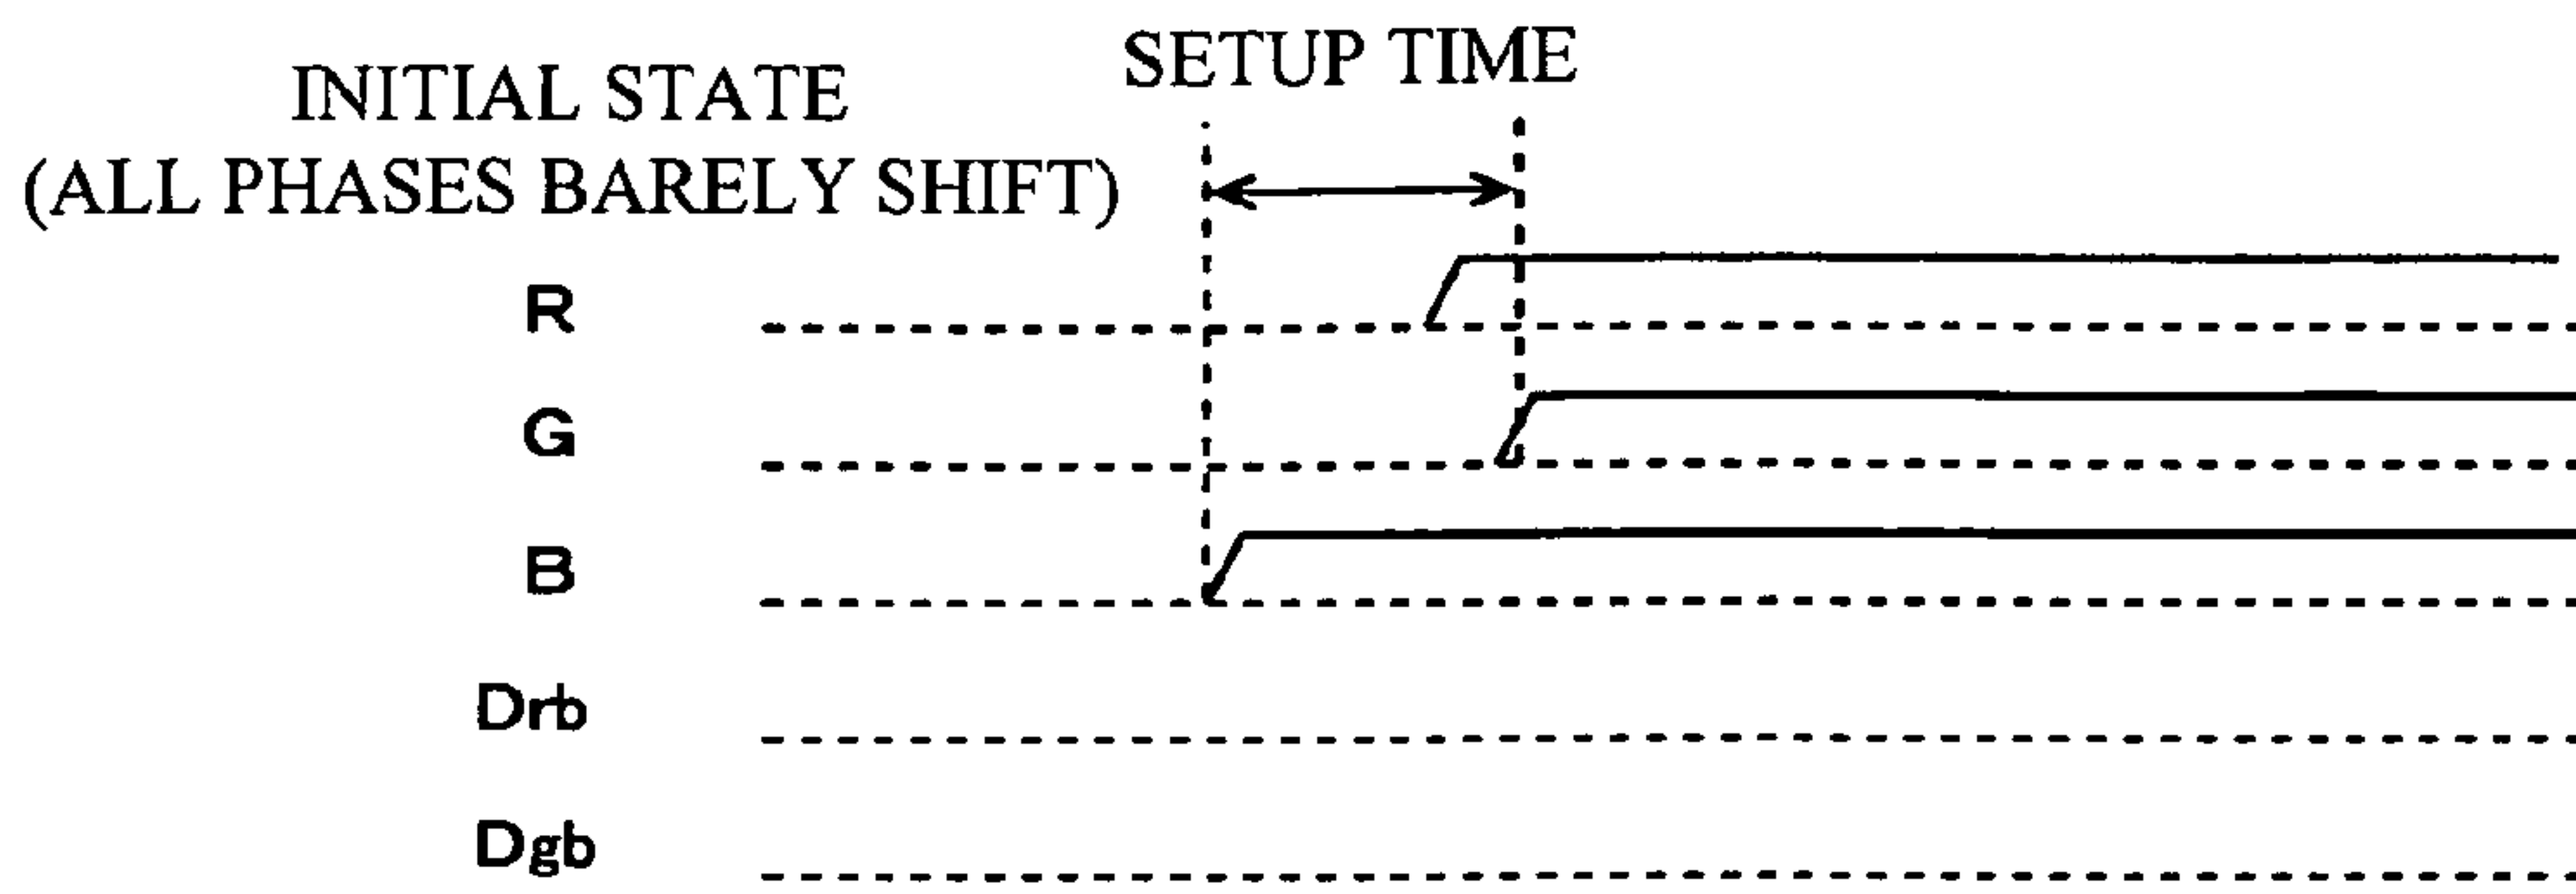 SETUP TIME
INITIAL STATE
(ALL PHASES BARELY SHIFT)
R
G
B
Drb
Dgb